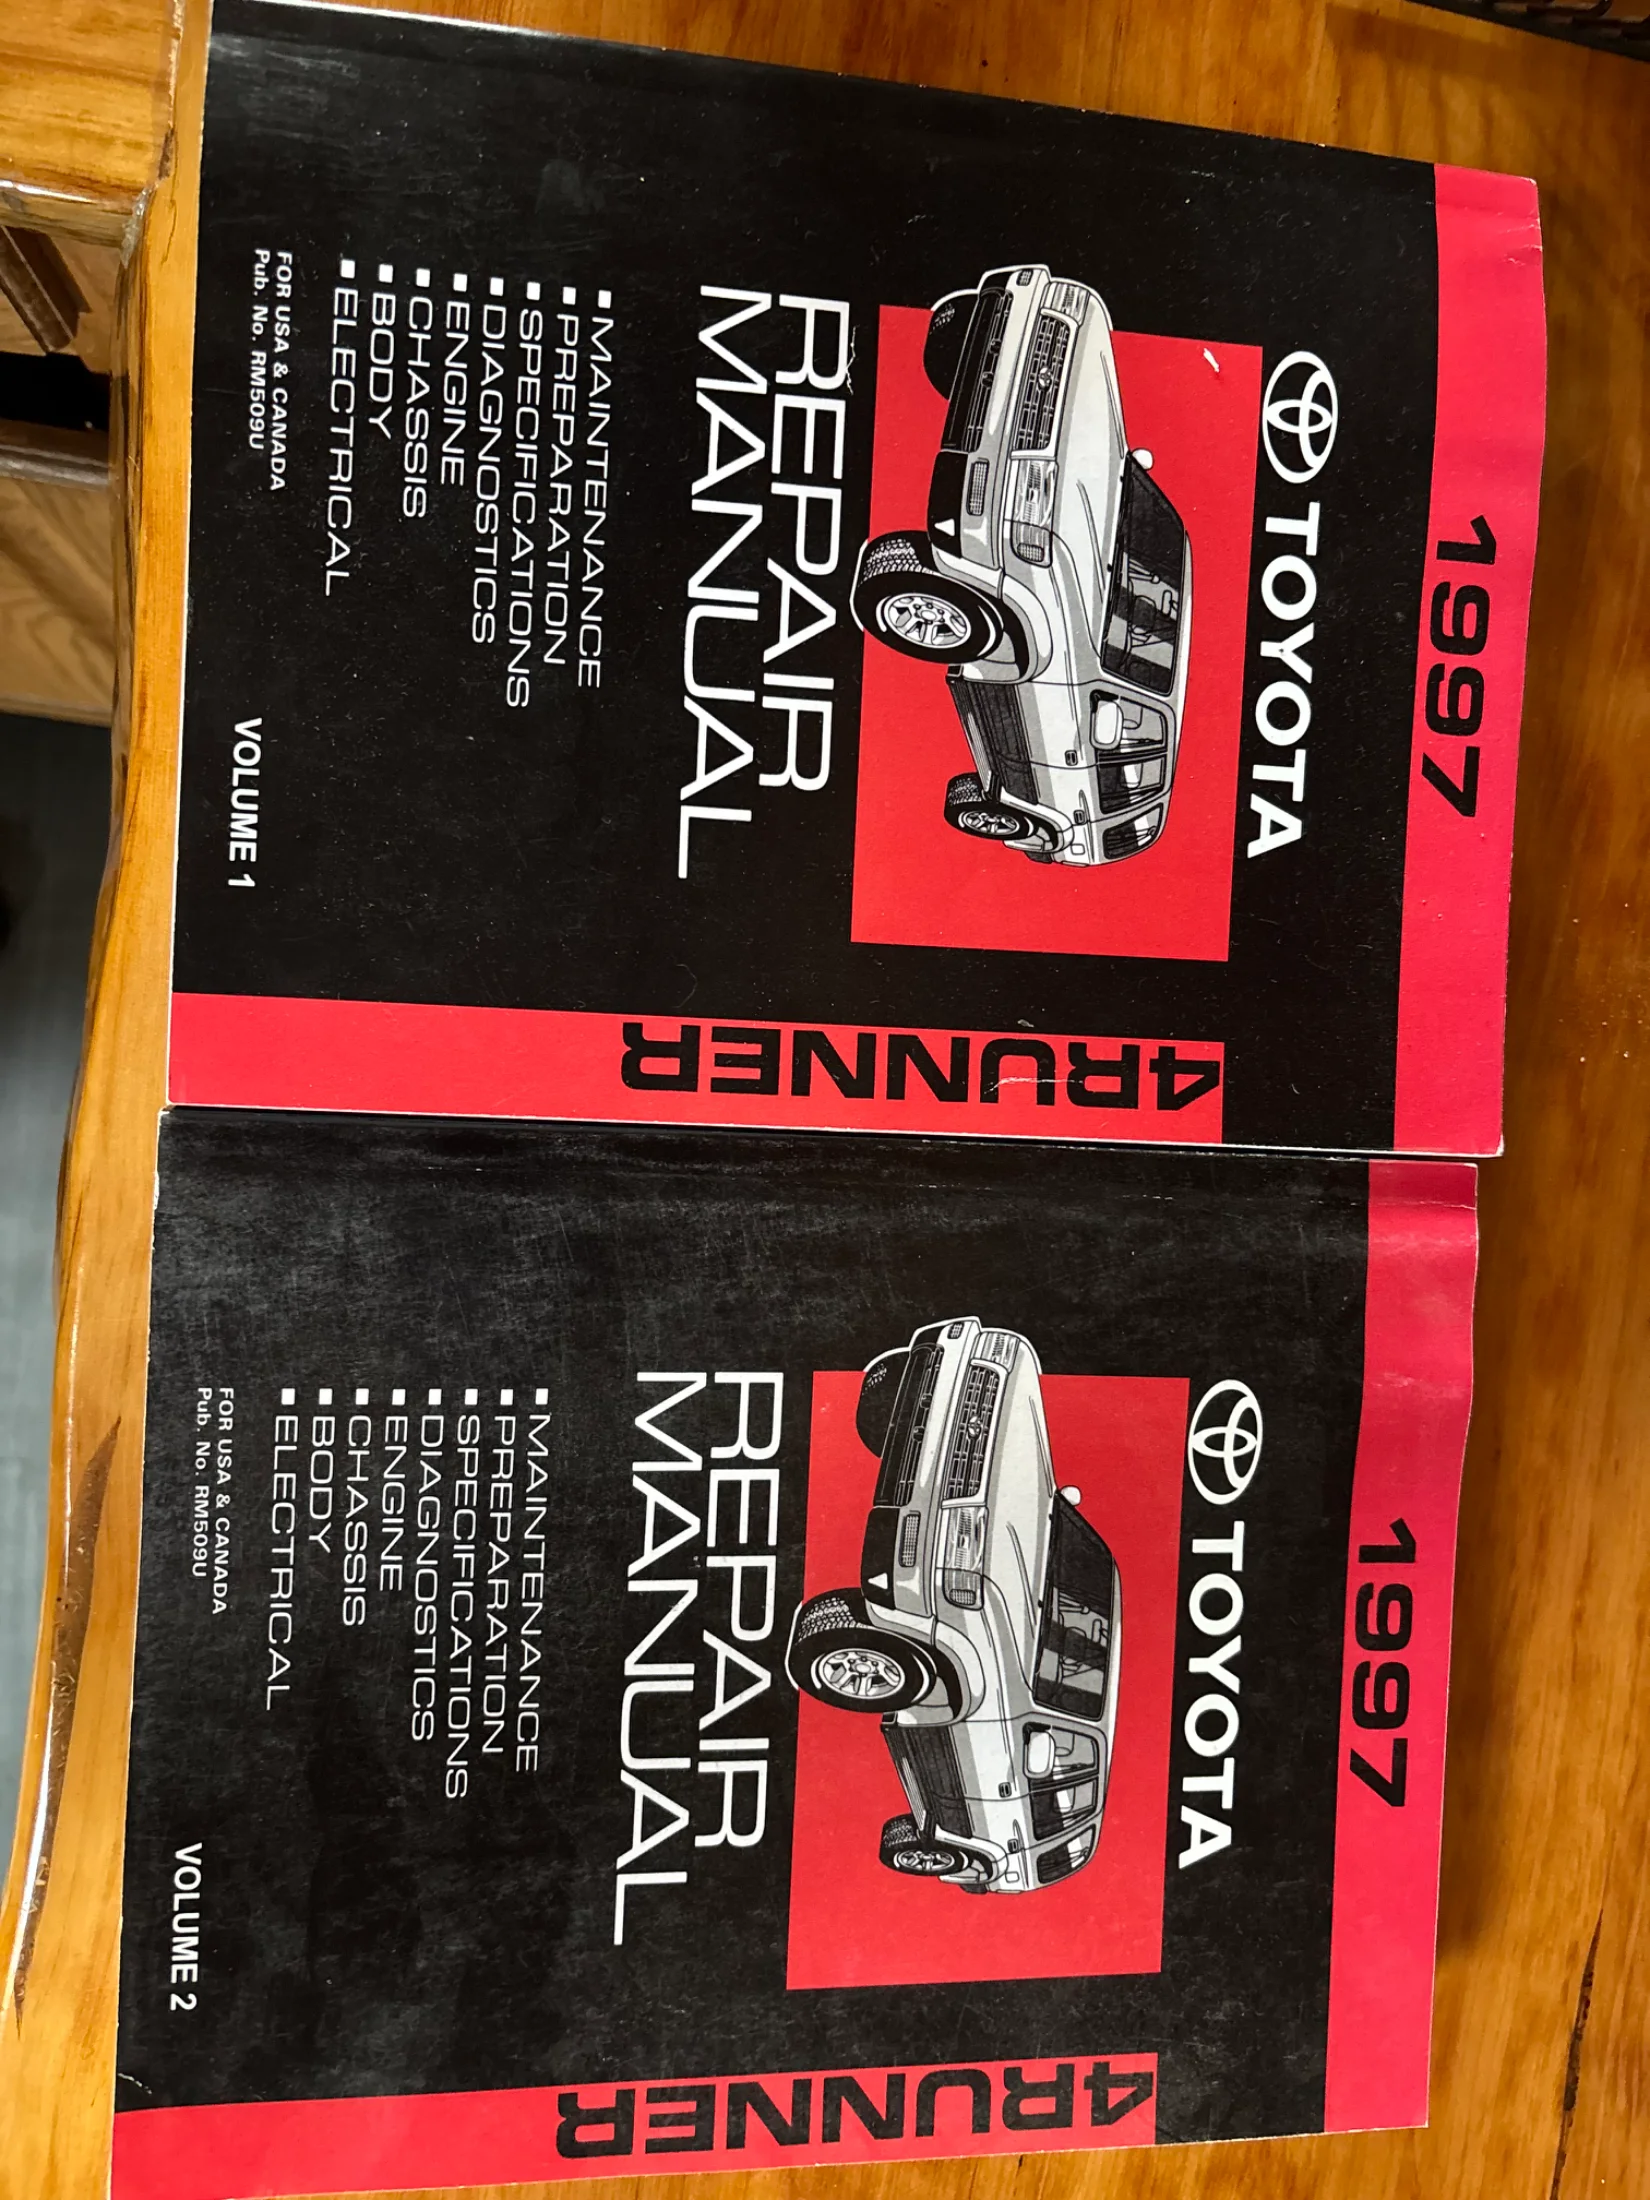 1997
TOYOTA
REPAIR
MANUAL
■ MAINTENANCE
■ PREPARATION
■ SPECIFICATIONS
■ DIAGNOSTICS
■ ENGINE
■ CHASSIS
■ BODY
■ ELECTRICAL
FOR USA & CANADA
Pub. No. RM509U
VOLUME 1
4RUNNER
1997
TOYOTA
REPAIR
MANUAL
■ MAINTENANCE
■ PREPARATION
■ SPECIFICATIONS
■ DIAGNOSTICS
■ ENGINE
■ CHASSIS
■ BODY
■ ELECTRICAL
FOR USA & CANADA
Pub. No. RM509U
VOLUME 2
4RUNNER